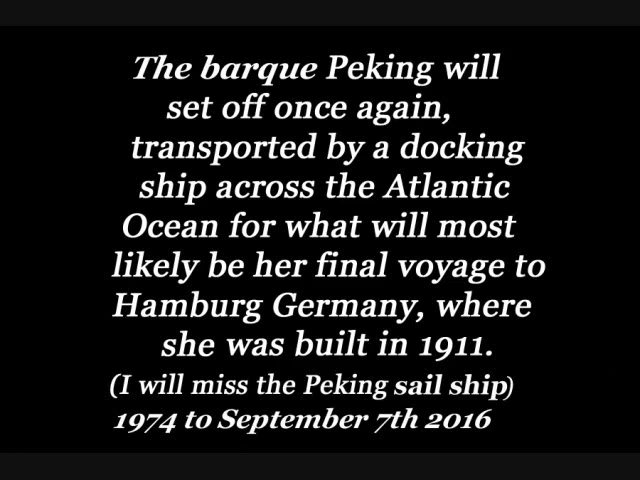 The barque Peking will
set off once again,
transported by a docking
ship across the Atlantic
Ocean for what will most
likely be her final voyage to
Hamburg Germany, where
she was built in 1911.
(I will miss the Peking sail ship)
1974 to September 7th 2016